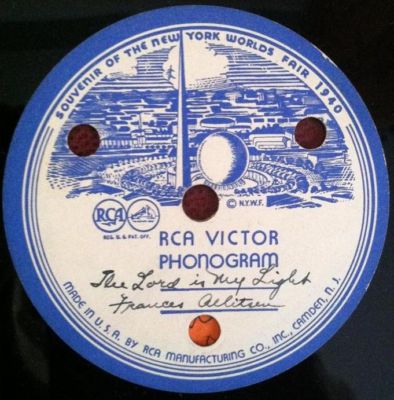 SOUVENIR OF THE NEW YORK WORLDS FAIR 1940
© N.Y.W.F.
RCA
REG. U.S. PAT. OFF.
RCA VICTOR
PHONOGRAM
The Lord is My Light
Frances Allitsen
MADE IN U.S.A. BY RCA MANUFACTURING CO., INC., CAMDEN, N.J.